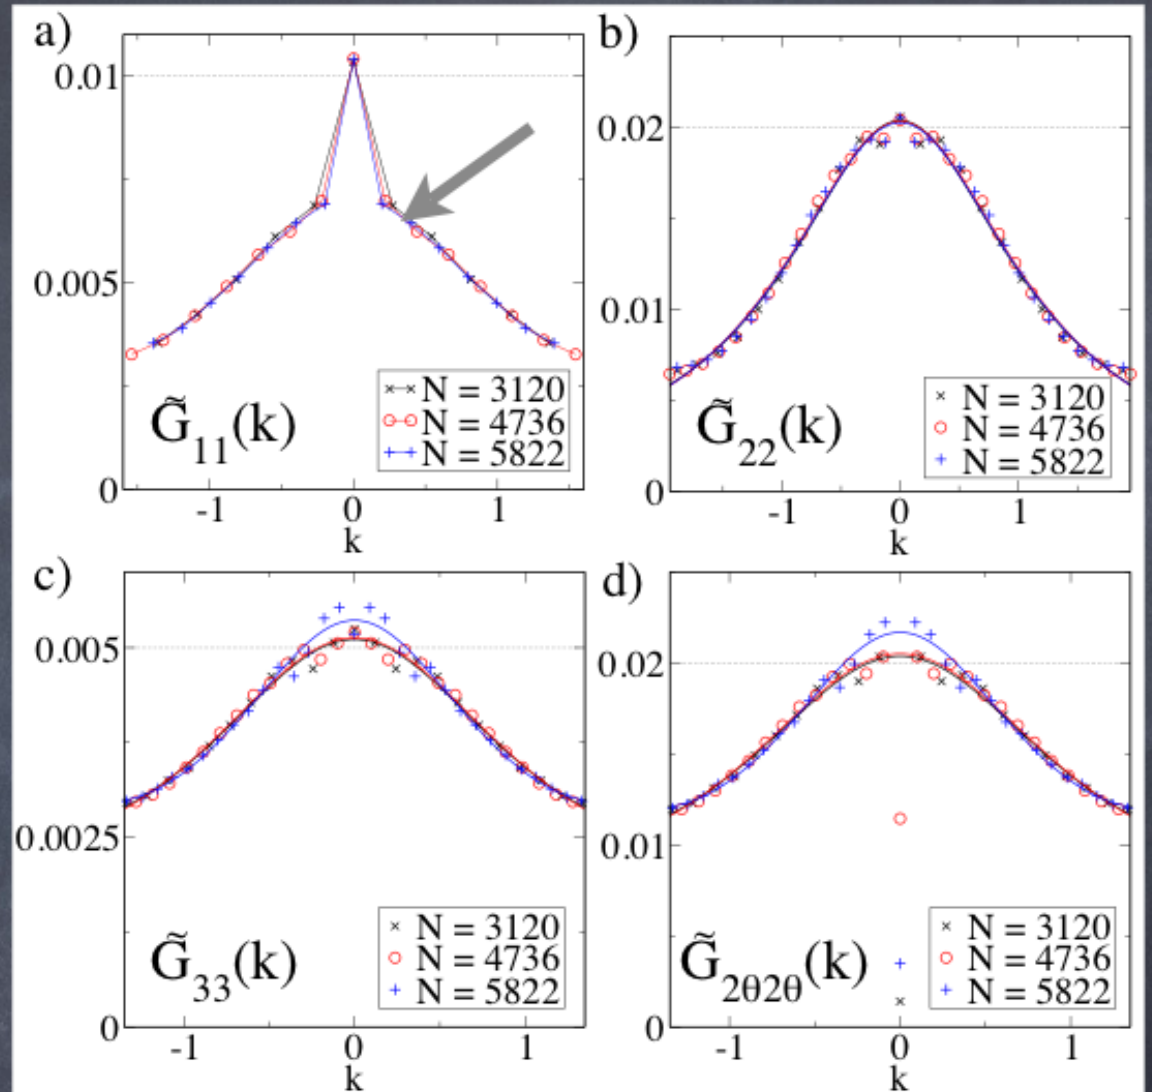 a)
-1 0 1
k
0.01
0.005
0
G̃₁₁(k)
N = 3120
N = 4736
N = 5822
b)
-1 0 1
k
0.02
0.01
0
G̃₂₂(k)
N = 3120
N = 4736
N = 5822
c)
-1 0 1
k
0.005
0.0025
0
G̃₃₃(k)
N = 3120
N = 4736
N = 5822
d)
-1 0 1
k
0.02
0.01
0
G̃₂θ₂θ(k)
N = 3120
N = 4736
N = 5822